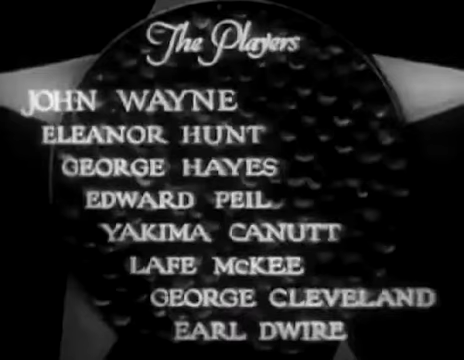 The Players
JOHN WAYNE
ELEANOR HUNT
GEORGE HAYES
EDWARD PEIL
YAKIMA CANUTT
LAFE McKEE
GEORGE CLEVELAND
EARL DWIRE